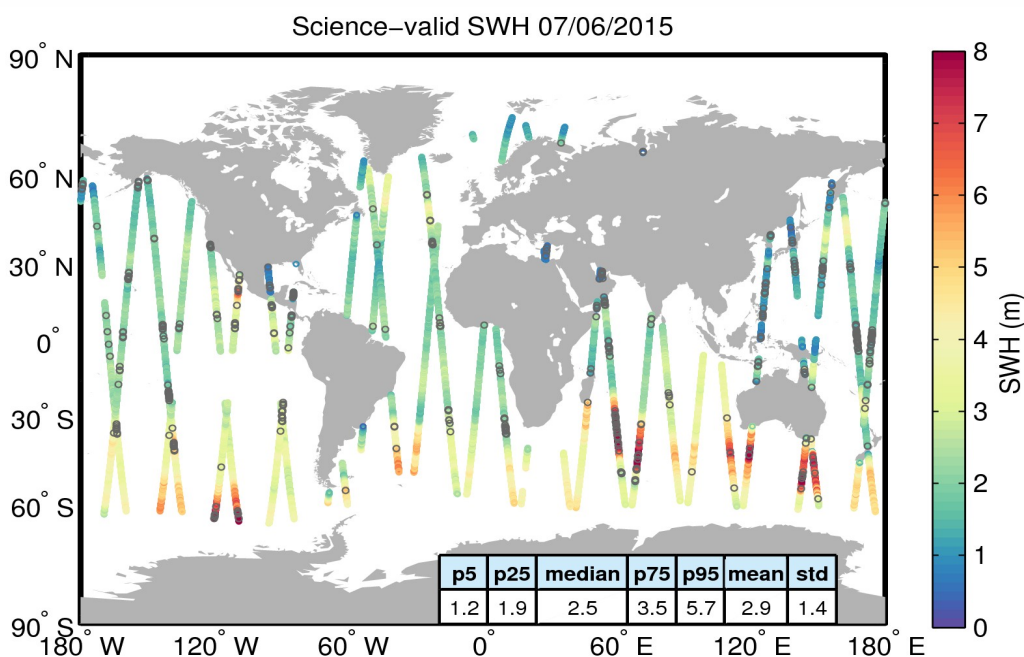 Science−valid SWH 07/06/2015
90° N
60° N
30° N
0°
30° S
60° S
90° S
180° W
120° W
60° W
0°
60° E
120° E
180° E
p5 p25 median p75 p95 mean std
1.2 1.9 2.5 3.5 5.7 2.9 1.4
8
7
6
5
4
3
2
1
0
SWH (m)